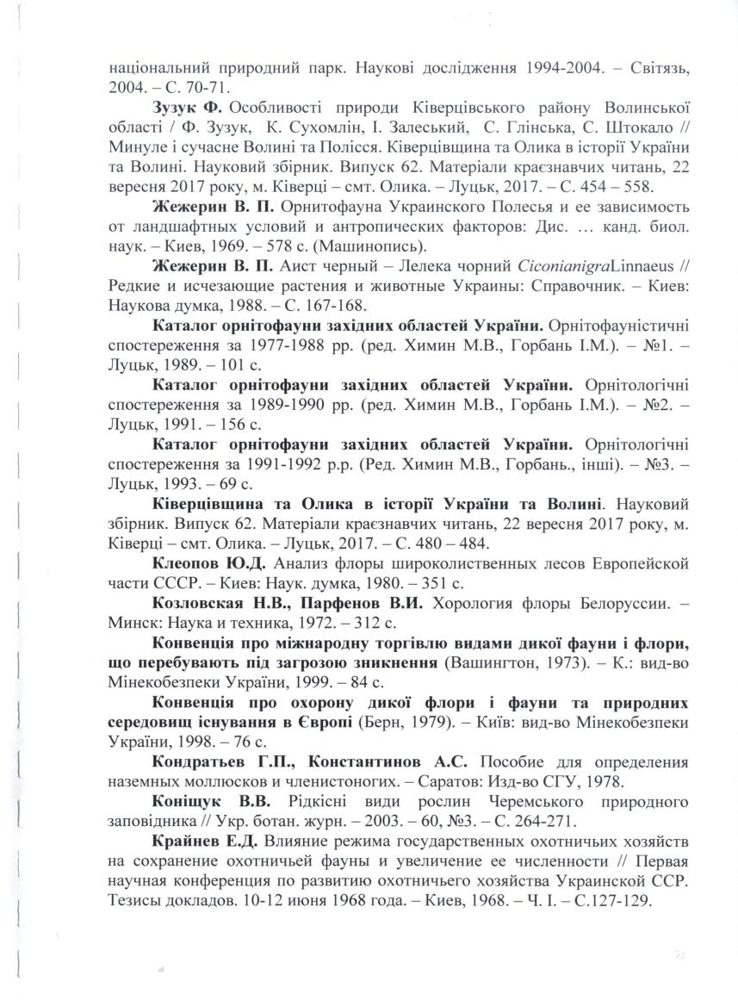 національний природний парк. Наукові дослідження 1994-2004. – Світязь,
2004. – С. 70-71.
Зузук Ф. Особливості природи Ківерцівського району Волинської
області / Ф. Зузук, К. Сухомлін, І. Залеський, С. Глінська, С. Штокало //
Минуле і сучасне Волині та Полісся. Ківерцівщина та Олика в історії України
та Волині. Науковий збірник. Випуск 62. Матеріали краєзнавчих читань, 22
вересня 2017 року, м. Ківерці – смт. Олика. – Луцьк, 2017. – С. 454 – 558.
Жежерин В. П. Орнитофауна Украинского Полесья и ее зависимость
от ландшафтных условий и антропических факторов: Дис. … канд. биол.
наук. – Киев, 1969. – 578 с. (Машинопись).
Жежерин В. П. Аист черный – Лелека чорний CiconianigraLinnaeus //
Редкие и исчезающие растения и животные Украины: Справочник. – Киев:
Наукова думка, 1988. – С. 167-168.
Каталог орнітофауни західних областей України. Орнітофауністичні
спостереження за 1977-1988 рр. (ред. Химин М.В., Горбань І.М.). – №1. –
Луцьк, 1989. – 101 с.
Каталог орнітофауни західних областей України. Орнітологічні
спостереження за 1989-1990 рр. (ред. Химин М.В., Горбань І.М.). – №2. –
Луцьк, 1991. – 156 с.
Каталог орнітофауни західних областей України. Орнітологічні
спостереження за 1991-1992 р.р. (Ред. Химин М.В., Горбань., інші). – №3. –
Луцьк, 1993. – 69 с.
Ківерцівщина та Олика в історії України та Волині. Науковий
збірник. Випуск 62. Матеріали краєзнавчих читань, 22 вересня 2017 року, м.
Ківерці – смт. Олика. – Луцьк, 2017. – С. 480 – 484.
Клеопов Ю.Д. Анализ флоры широколиственных лесов Европейской
части СССР. – Киев: Наук. думка, 1980. – 351 с.
Козловская Н.В., Парфенов В.И. Хорология флоры Белоруссии. –
Минск: Наука и техника, 1972. – 312 с.
Конвенція про міжнародну торгівлю видами дикої фауни і флори,
що перебувають під загрозою зникнення (Вашингтон, 1973). – К.: вид-во
Мінекобезпеки України, 1999. – 84 с.
Конвенція про охорону дикої флори і фауни та природних
середовищ існування в Європі (Берн, 1979). – Київ: вид-во Мінекобезпеки
України, 1998. – 76 с.
Кондратьев Г.П., Константинов А.С. Пособие для определения
наземных моллюсков и членистоногих. – Саратов: Изд-во СГУ, 1978.
Коніщук В.В. Рідкісні види рослин Черемського природного
заповідника // Укр. ботан. журн. – 2003. – 60, №3. – С. 264-271.
Крайнев Е.Д. Влияние режима государственных охотничьих хозяйств
на сохранение охотничьей фауны и увеличение ее численности // Первая
научная конференция по развитию охотничьего хозяйства Украинской ССР.
Тезисы докладов. 10-12 июня 1968 года. – Киев, 1968. – Ч. I. – С.127-129.